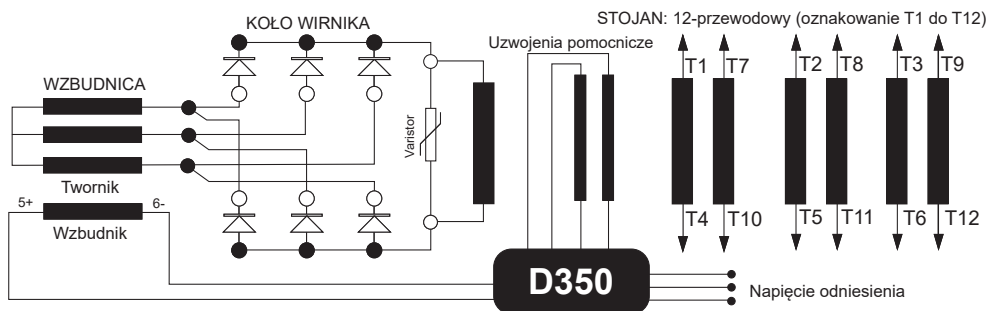 KOŁO WIRNIKA
STOJAN: 12-przewodowy (oznakowanie T1 do T12)
Uzwojenia pomocnicze
T1 T7 T2 T8 T3 T9
WZBUDNICA
Varistor
Twornik
5+ 6-
Wzbudnik
T4 T10 T5 T11 T6 T12
D350
Napięcie odniesienia